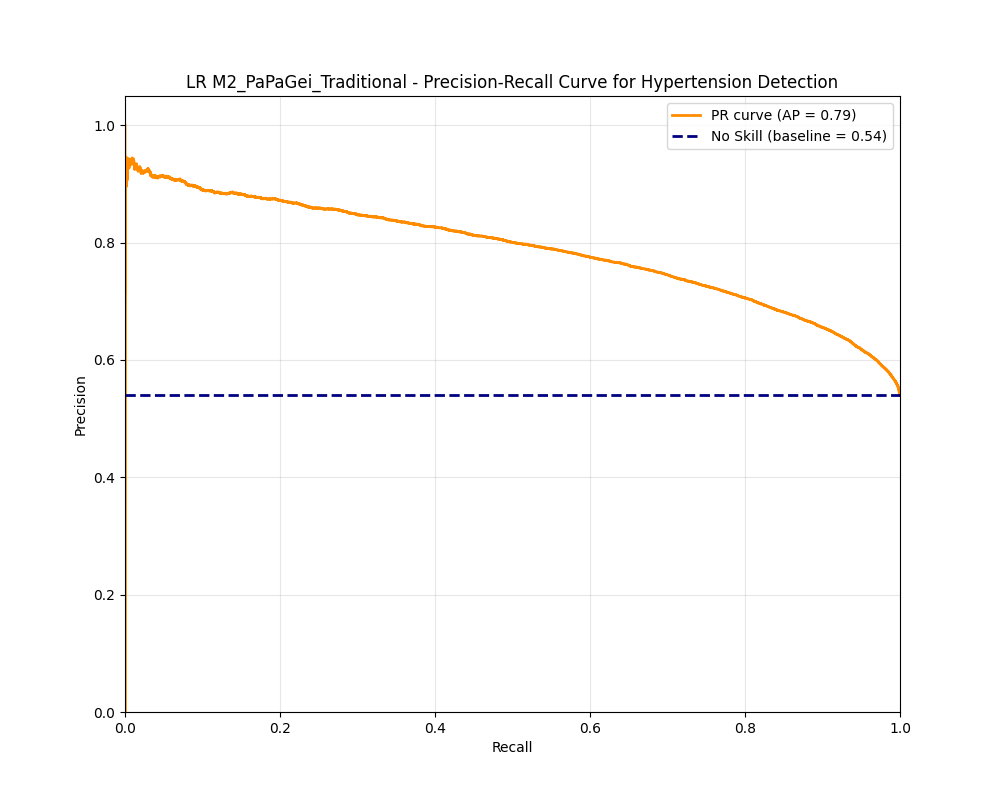 LR M2_PaPaGei_Traditional - Precision-Recall Curve for Hypertension Detection
PR curve (AP = 0.79)
No Skill (baseline = 0.54)
1.0
0.8
0.6
0.4
0.2
0.0
Precision
0.0 0.2 0.4 0.6 0.8 1.0
Recall